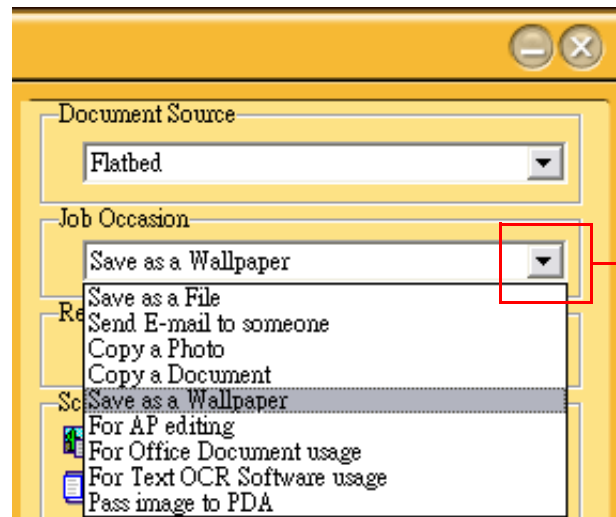 Document Source
Flatbed
Job Occasion
Save as a Wallpaper
Save as a File
Re
Send E-mail to someone
Copy a Photo
Copy a Document
Sc
Save as a Wallpaper
For AP editing
For Office Document usage
For Text OCR Software usage
Pass image to PDA